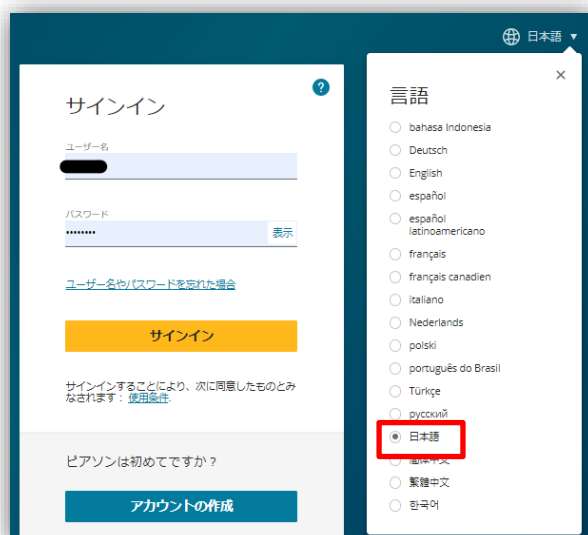 日本語
サインイン
ユーザー名
パスワード
表示
ユーザー名やパスワードを忘れた場合
サインイン
サインインすることにより、次に同意したものとみ
なされます： 使用条件.
ピアソンは初めてですか？
アカウントの作成
言語
bahasa Indonesia
Deutsch
English
español
español
latinoamericano
français
français canadien
italiano
Nederlands
polski
português do Brasil
Türkçe
русский
日本語
简体中文
繁體中文
한국어